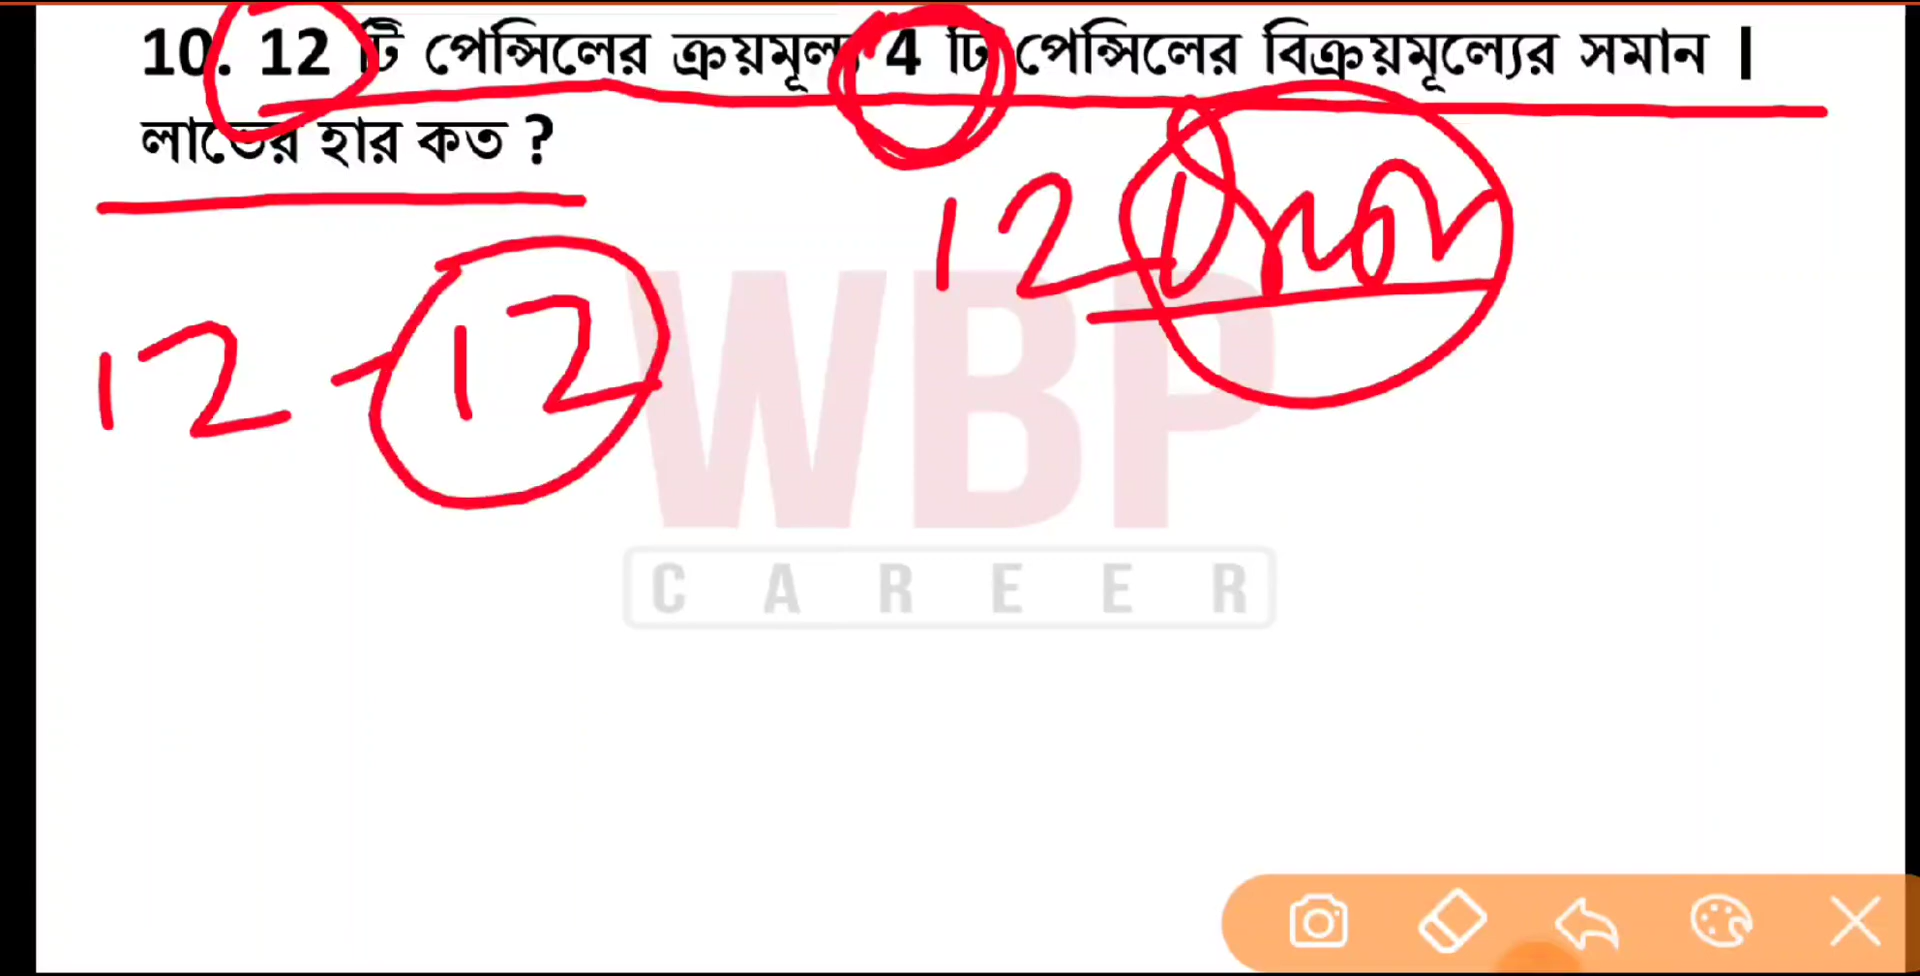 10. 12 টি পেন্সিলের ক্রয়মূল্য 4 টি পেন্সিলের বিক্রয়মূল্যের সমান ।
লাভের হার কত ?
12
12 - 12
WBP
CAREER